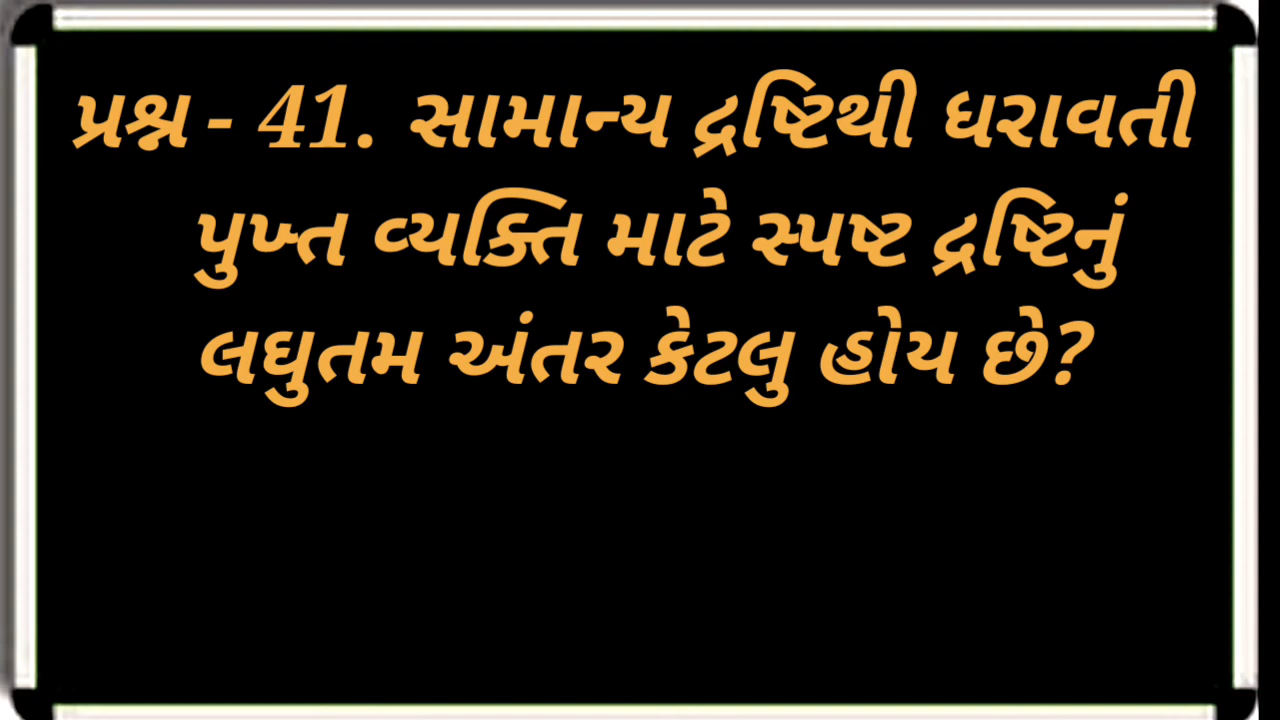 પ્રશ્ન - 41. સામાન્ય દ્રષ્ટિથી ધરાવતી
પુખ્ત વ્યક્તિ માટે સ્પષ્ટ દ્રષ્ટિનું
લઘુતમ અંતર કેટલુ હોય છે?